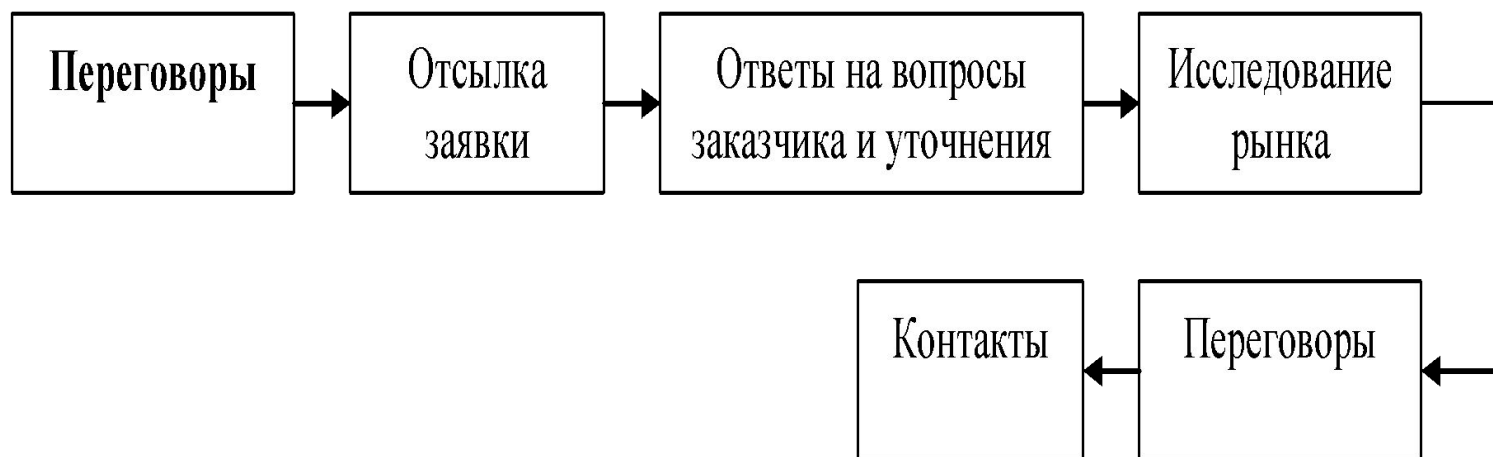 Переговоры
Отсылка
заявки
Ответы на вопросы
заказчика и уточнения
Исследование
рынка
Переговоры
Контакты